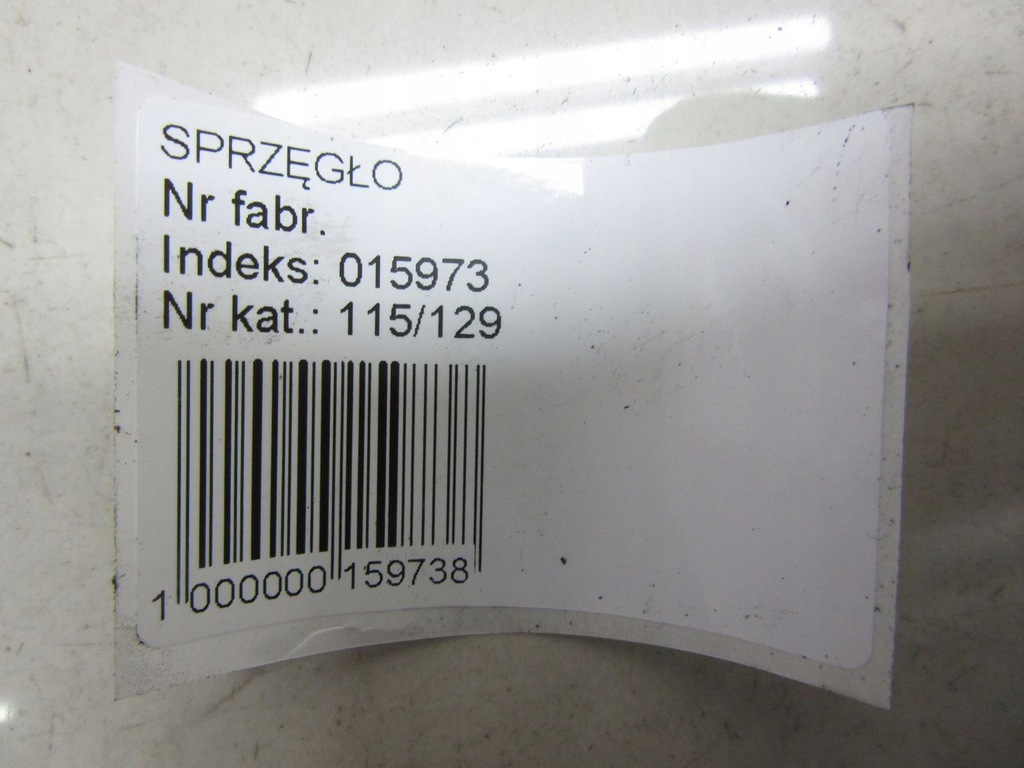 SPRZĘGŁO
Nr fabr.
Indeks: 015973
Nr kat.: 115/129
1 000000 159738